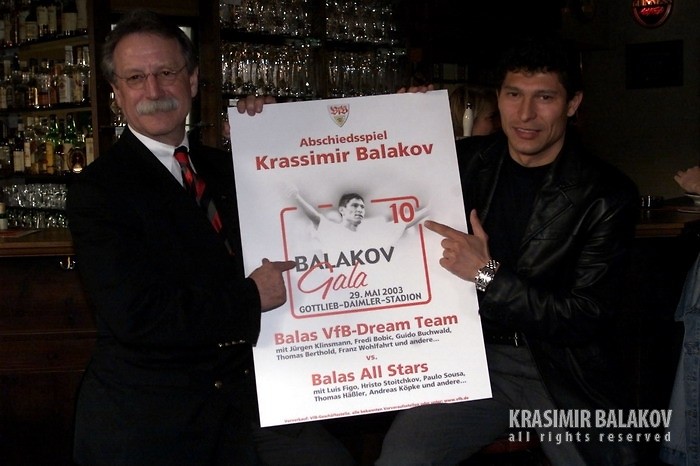 Abschiedsspiel
Krassimir Balakov
10
BALAKOV
Gala
29. MAI 2003
GOTTLIEB-DAIMLER-STADION
Balas VfB-Dream Team
mit Jürgen Klinsmann, Fredi Bobic, Guido Buchwald,
Thomas Berthold, Franz Wohlfahrt und andere...
vs.
Balas All Stars
mit Luis Figo, Hristo Stoitchkov, Paulo Sousa,
Thomas Häßler, Andreas Köpke und andere...
KRASIMIR BALAKOV
all rights reserved